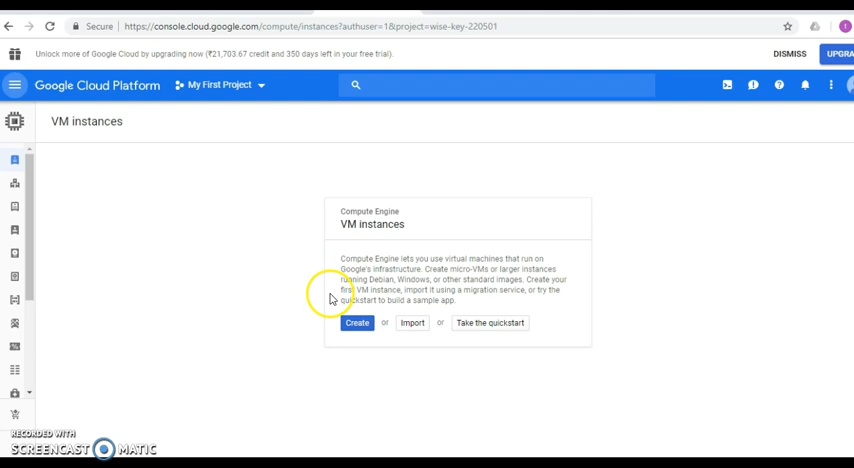 Secure
https://console.cloud.google.com/compute/instances?authuser=1&project=wise-key-220501
1
Unlock more of Google Cloud by upgrading now (₹21,703.67 credit and 350 days left in your free trial).
DISMISS
UPGRA
Google Cloud Platform
My First Project
VM instances
Compute Engine
VM instances
Compute Engine lets you use virtual machines that run on
Google's infrastructure. Create micro-VMs or larger instances
running Debian, Windows, or other standard images. Create your
first VM instance, import it using a migration service, or try the
quickstart to build a sample app.
Create or Import or Take the quickstart
RECORDED WITH
SCREENCAST MATIC